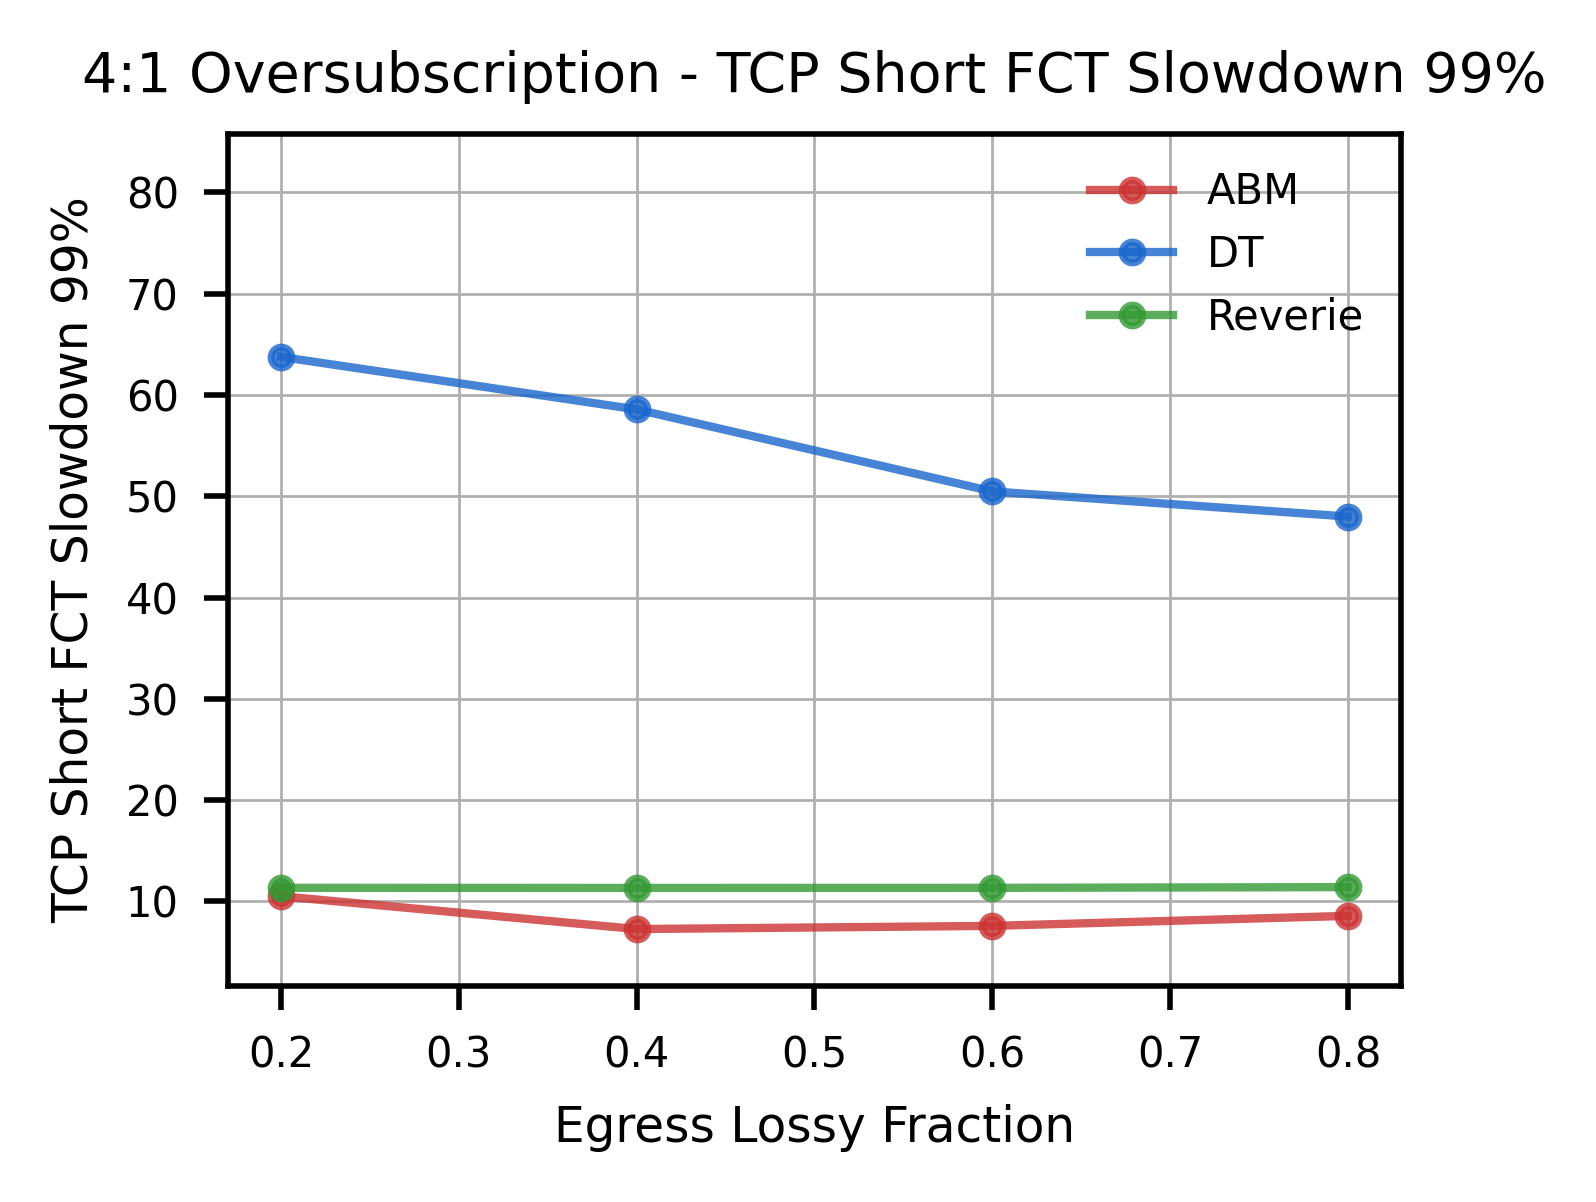 4:1 Oversubscription - TCP Short FCT Slowdown 99%
TCP Short FCT Slowdown 99%
80
70
60
50
40
30
20
10
ABM
DT
Reverie
0.2 0.3 0.4 0.5 0.6 0.7 0.8
Egress Lossy Fraction